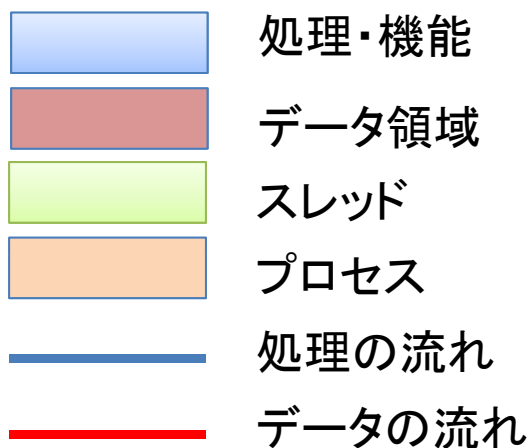 処理・機能
データ領域
スレッド
プロセス
処理の流れ
データの流れ